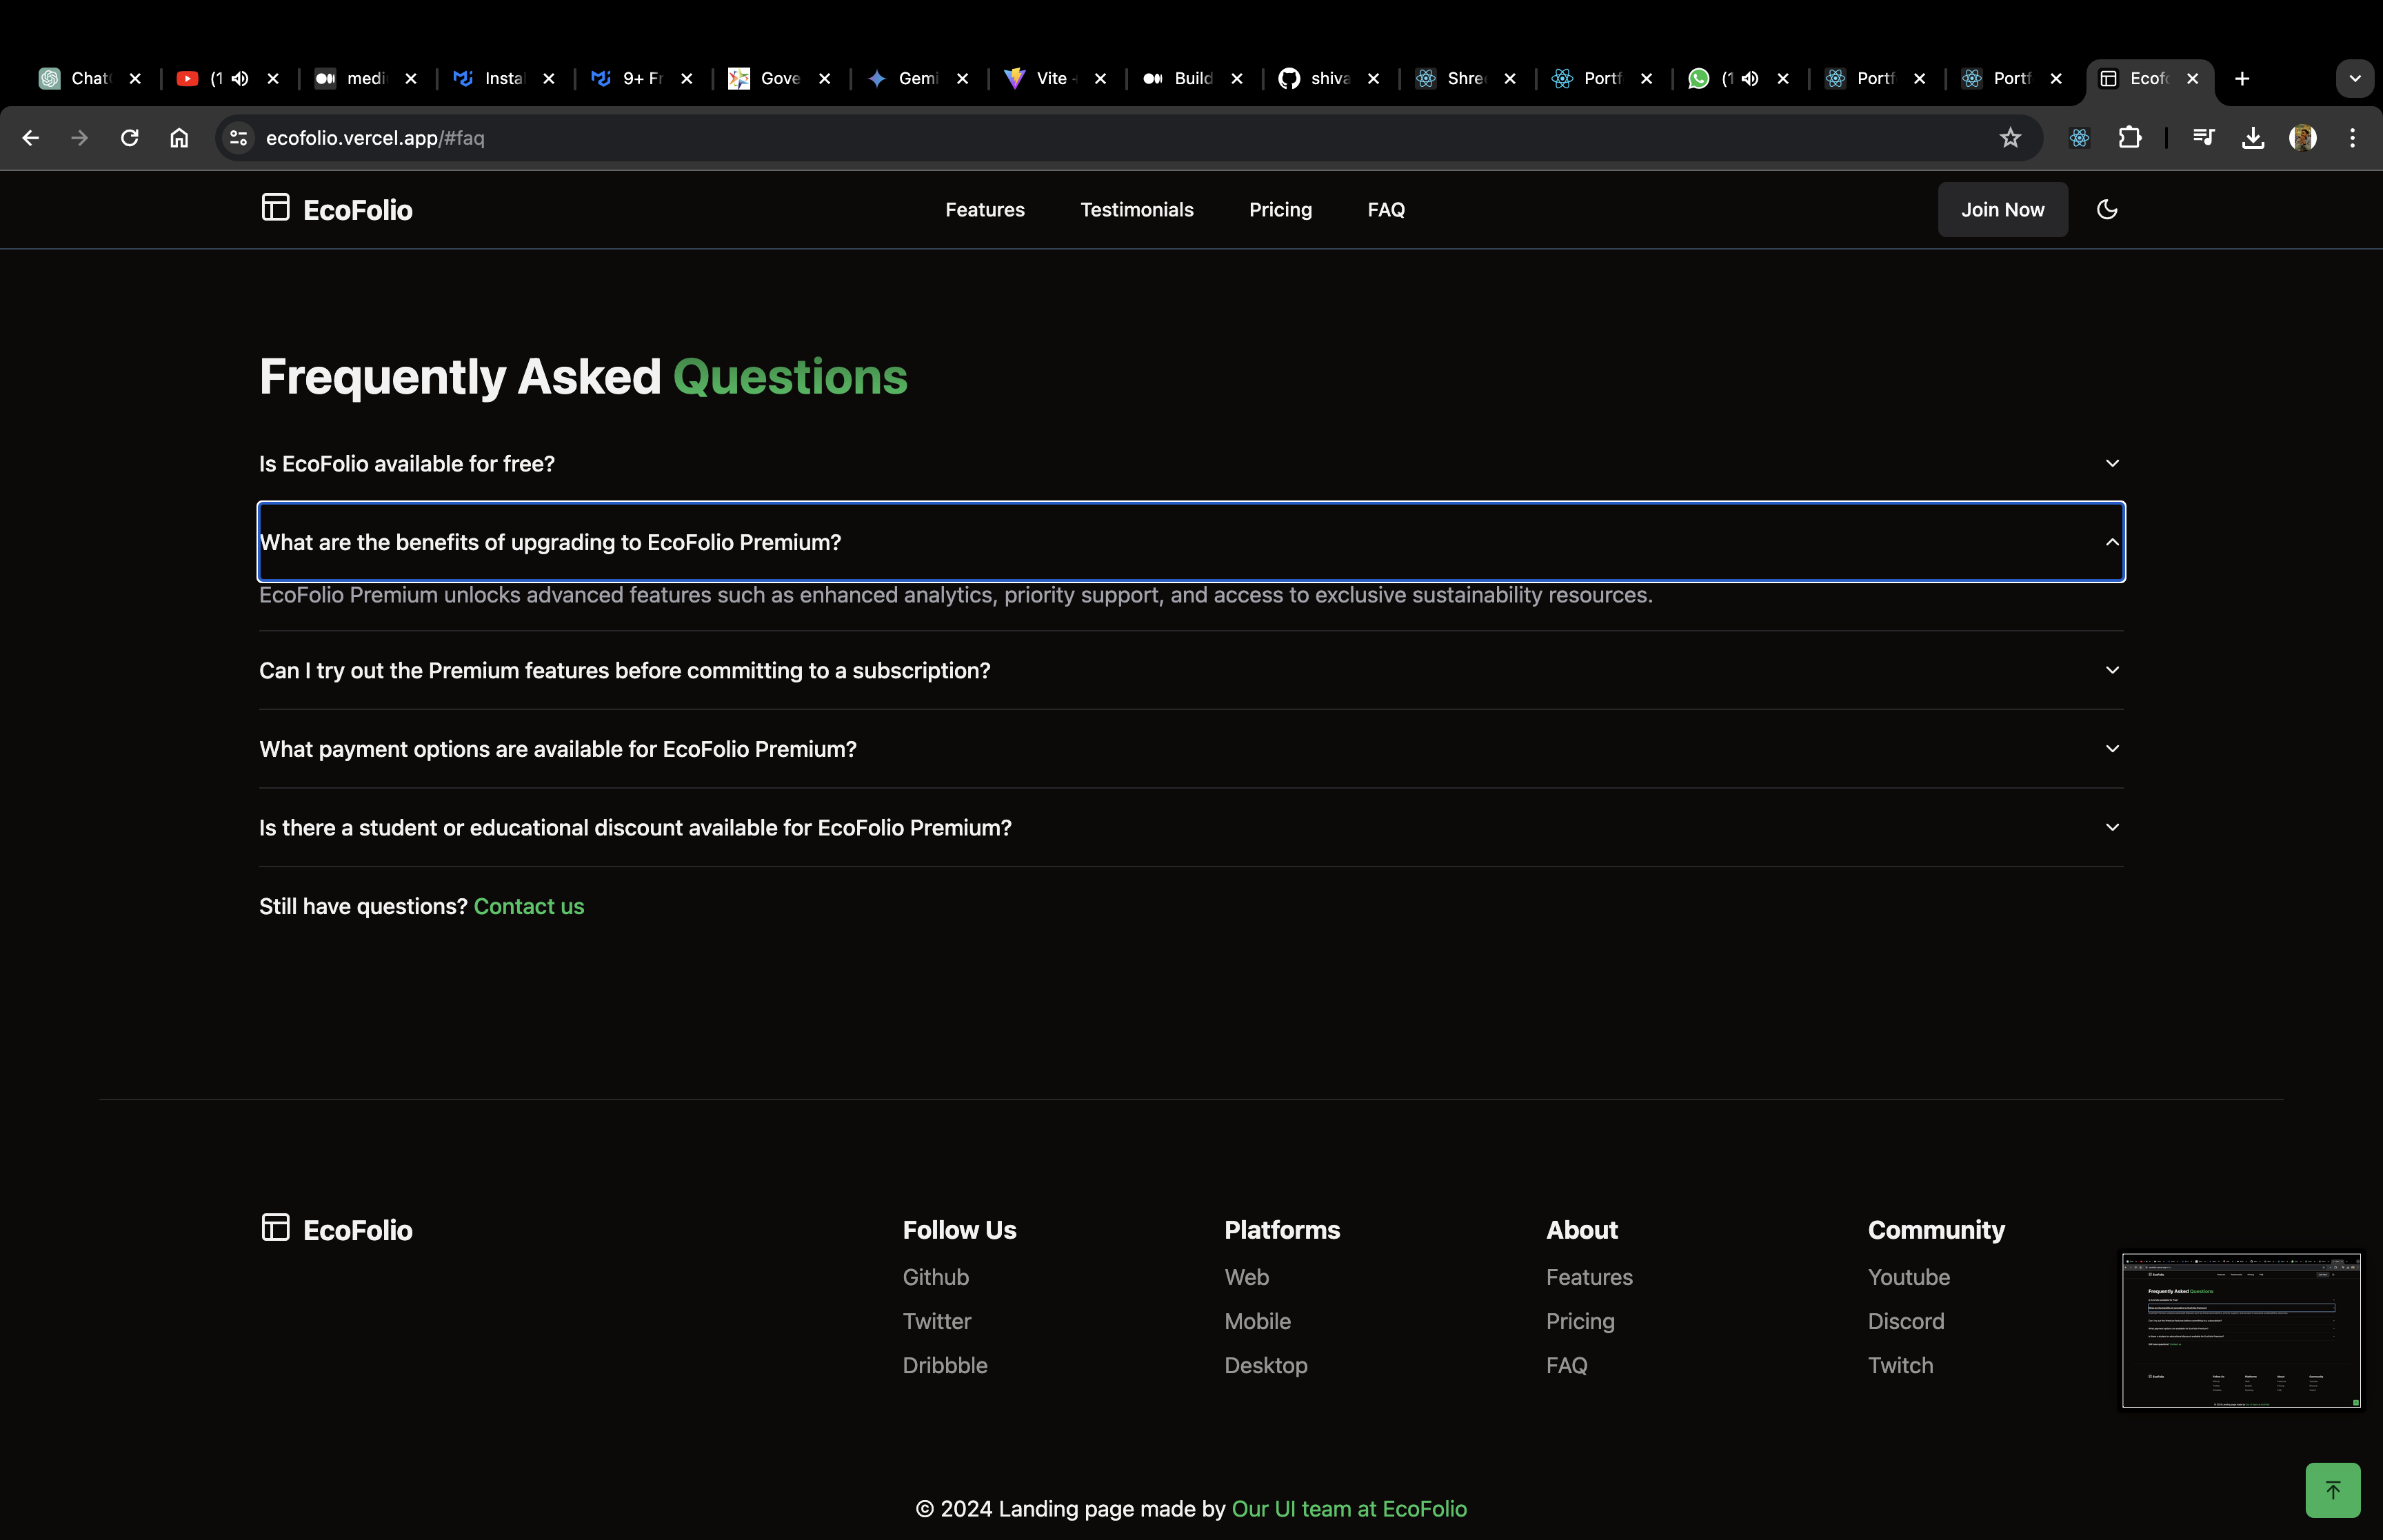 Chat
(1
medi
Insta
9+ Fr
Gove
Gemi
Vite
Build
shiva
Shre
Portf
(1
Portf
Portf
Ecof
ecofolio.vercel.app/#faq
EcoFolio
Features
Testimonials
Pricing
FAQ
Join Now
Frequently Asked Questions
Is EcoFolio available for free?
What are the benefits of upgrading to EcoFolio Premium?
EcoFolio Premium unlocks advanced features such as enhanced analytics, priority support, and access to exclusive sustainability resources.
Can I try out the Premium features before committing to a subscription?
What payment options are available for EcoFolio Premium?
Is there a student or educational discount available for EcoFolio Premium?
Still have questions? Contact us
EcoFolio
Follow Us
Github
Twitter
Dribbble
Platforms
Web
Mobile
Desktop
About
Features
Pricing
FAQ
Community
Youtube
Discord
Twitch
Frequently Asked Questions
© 2024 Landing page made by Our UI team at EcoFolio